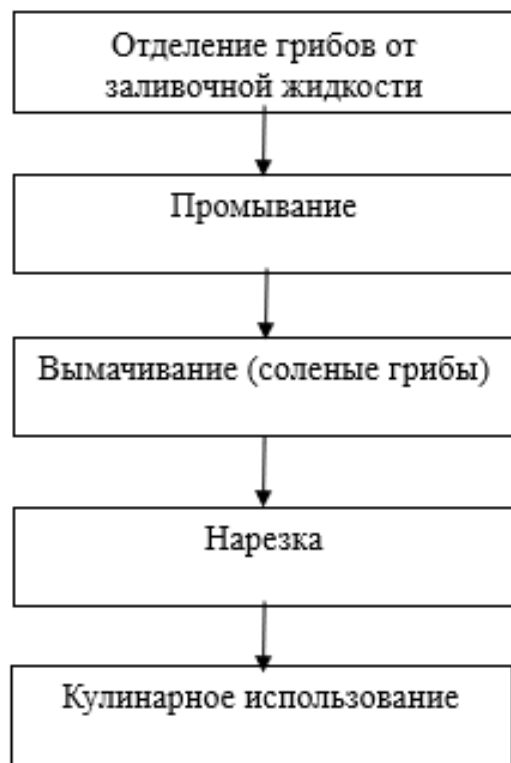 Отделение грибов от
заливочной жидкости
Промывание
Вымачивание (соленые грибы)
Нарезка
Кулинарное использование